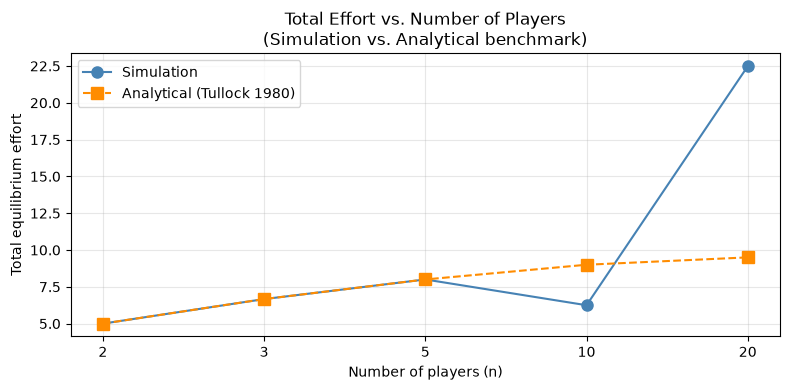 Total Effort vs. Number of Players
(Simulation vs. Analytical benchmark)
Simulation
Analytical (Tullock 1980)
Total equilibrium effort
22.5
20.0
17.5
15.0
12.5
10.0
7.5
5.0
2
3
5
10
20
Number of players (n)